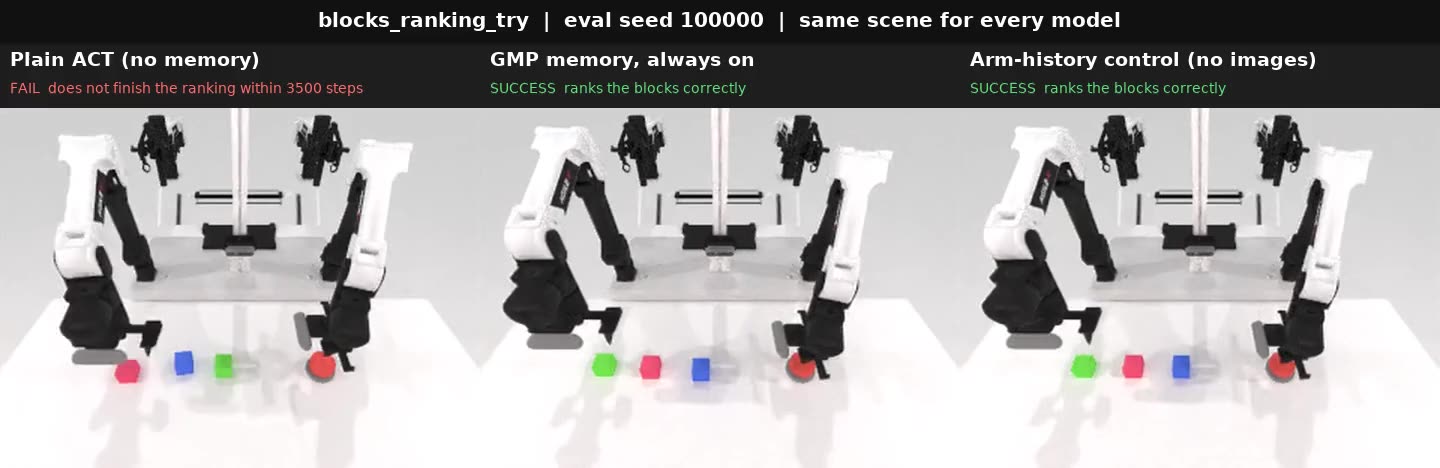 blocks_ranking_try | eval seed 100000 | same scene for every model
Plain ACT (no memory)
FAIL does not finish the ranking within 3500 steps
GMP memory, always on
SUCCESS ranks the blocks correctly
Arm-history control (no images)
SUCCESS ranks the blocks correctly